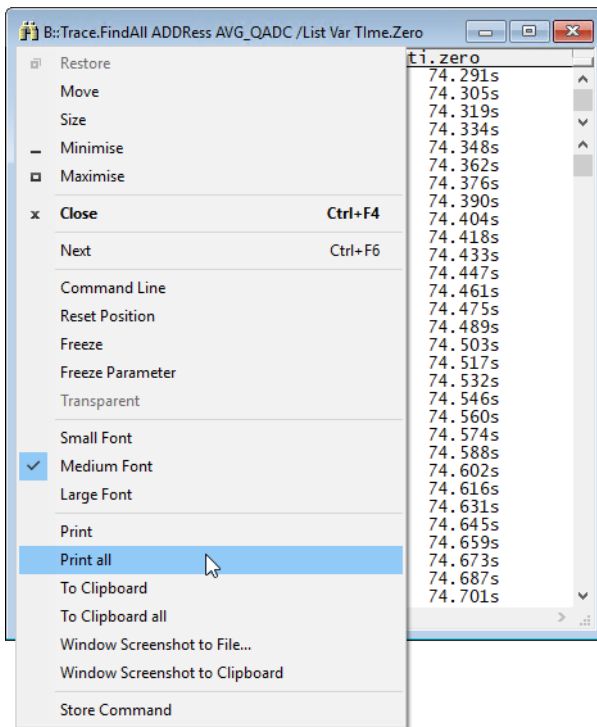 B::Trace.FindAll ADDRess AVG_QADC /List Var TIme.Zero
ti.zero
Restore
Move
Size
Minimise
Maximise
Close Ctrl+F4
Next Ctrl+F6
Command Line
Reset Position
Freeze
Freeze Parameter
Transparent
Small Font
Medium Font
Large Font
Print
Print all
To Clipboard
To Clipboard all
Window Screenshot to File...
Window Screenshot to Clipboard
Store Command
74.291s
74.305s
74.319s
74.334s
74.348s
74.362s
74.376s
74.390s
74.404s
74.418s
74.433s
74.447s
74.461s
74.475s
74.489s
74.503s
74.517s
74.532s
74.546s
74.560s
74.574s
74.588s
74.602s
74.616s
74.631s
74.645s
74.659s
74.673s
74.687s
74.701s